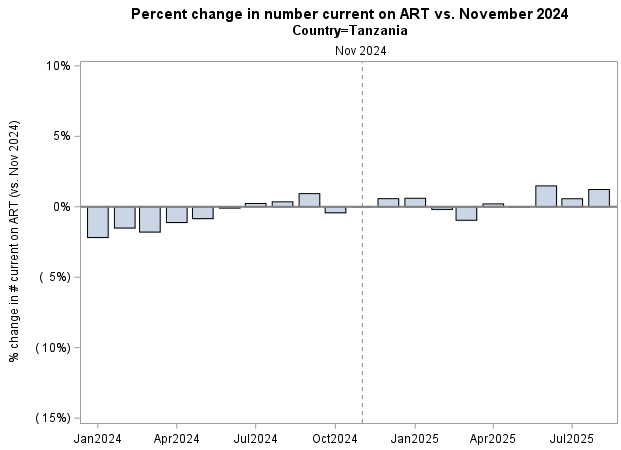 Percent change in number current on ART vs. November 2024
Country=Tanzania
Nov 2024
% change in # current on ART (vs. Nov 2024)
10%
5%
0%
( 5%)
(10%)
(15%)
Jan2024 Apr2024 Jul2024 Oct2024 Jan2025 Apr2025 Jul2025